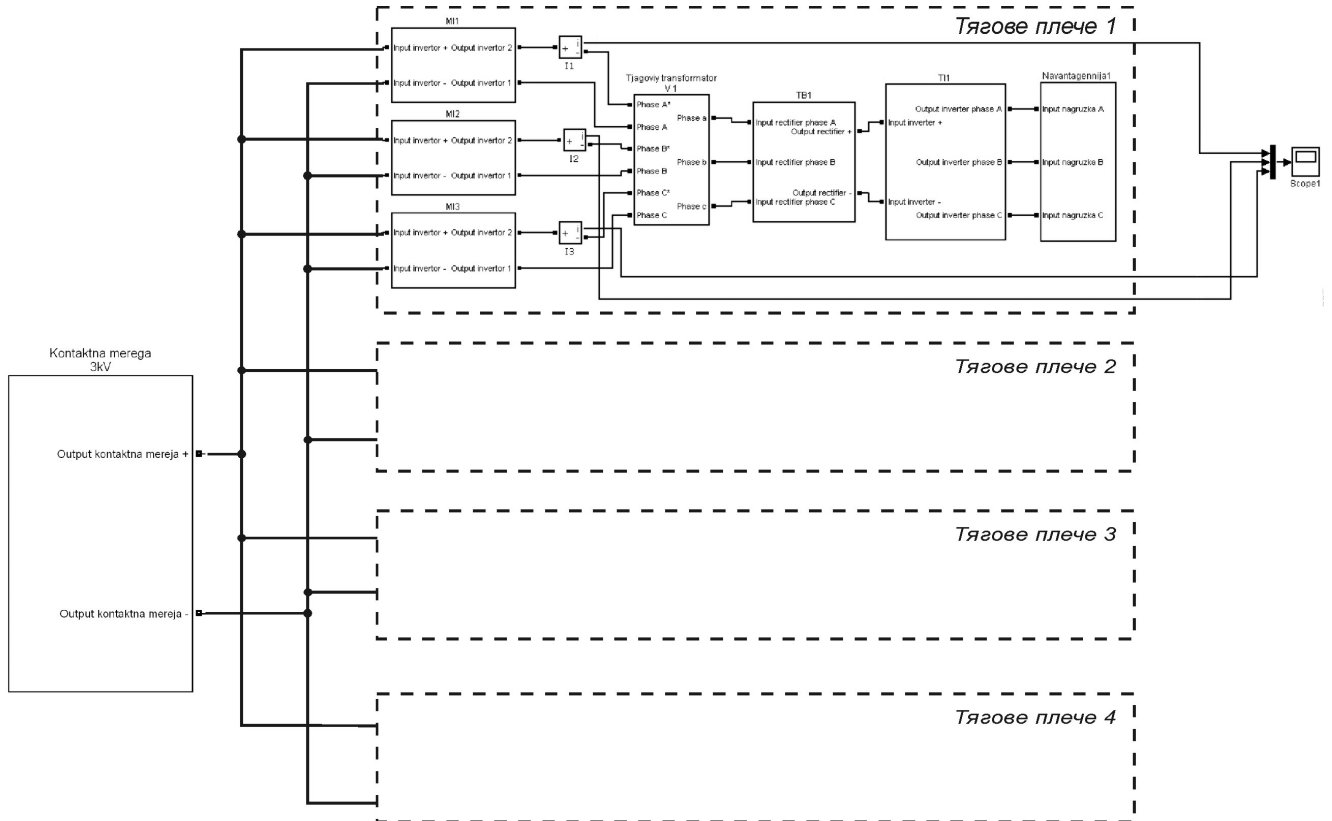 Тягове плече 1
MI1
Input invertor + Output invertor 2
Input invertor - Output invertor 1
+ i -
I1
MI2
Input invertor + Output invertor 2
Input invertor - Output invertor 1
+ i -
I2
MI3
Input invertor + Output invertor 2
Input invertor - Output invertor 1
+ i -
I3
Tjagoviy transformator
V 1
Phase A*
Phase A
Phase B*
Phase B
Phase C*
Phase C
Phase a
Phase b
Phase c
TB1
Input rectifier phase A
Output rectifier +
Input rectifier phase B
Output rectifier -
Input rectifier phase C
TI1
Output inverter phase A
Input inverter +
Output inverter phase B
Input inverter -
Output inverter phase C
Navantagennija1
Input nagruzka A
Input nagruzka B
Input nagruzka C
Scope1
Kontaktna merega
3kV
Output kontaktna mereja +
Output kontaktna mereja -
Тягове плече 2
Тягове плече 3
Тягове плече 4